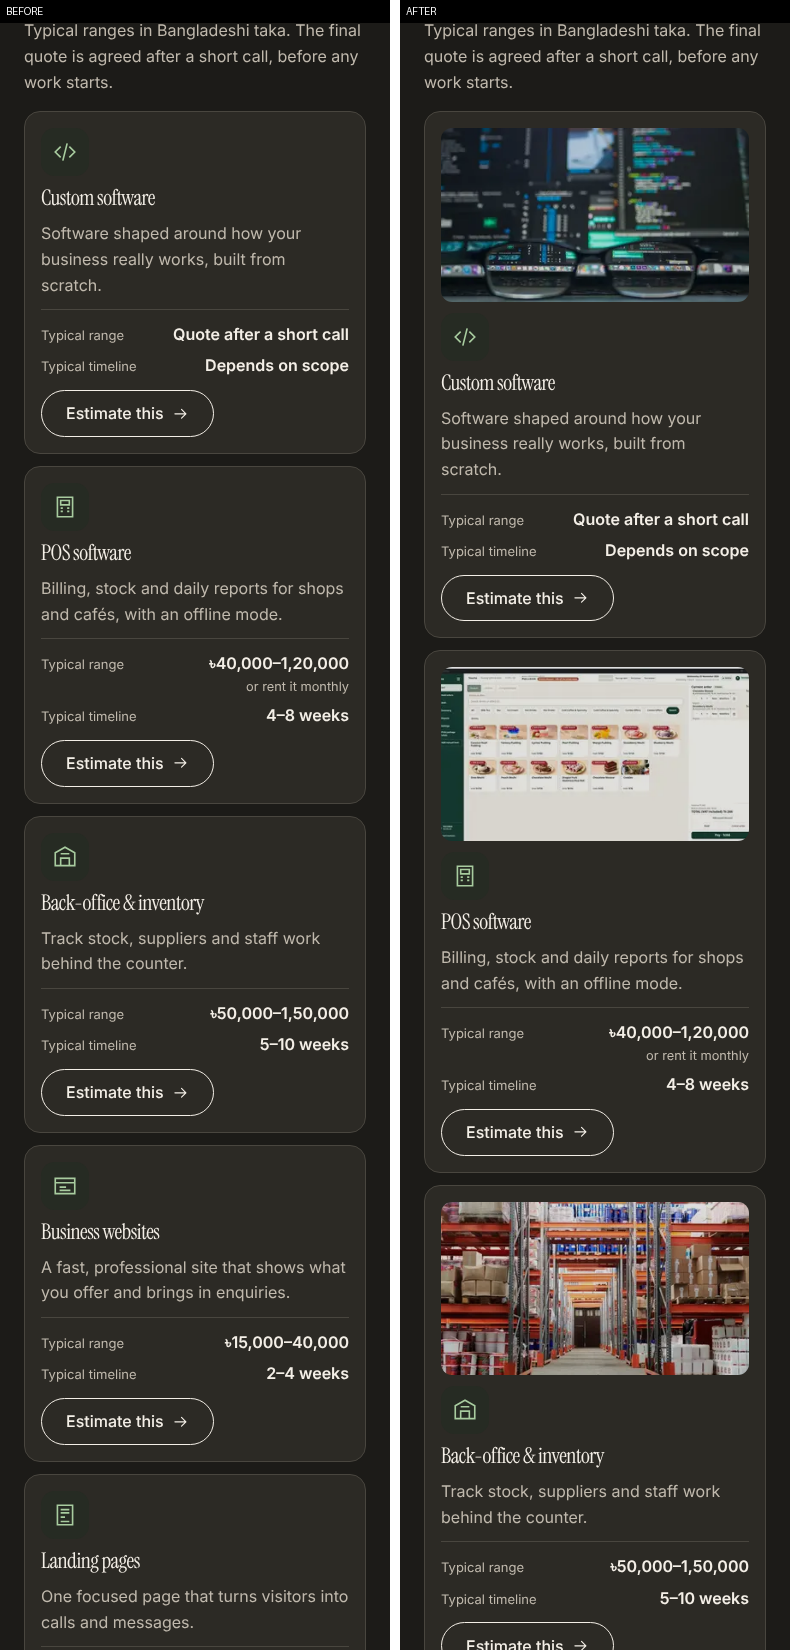 BEFORE
Typical ranges in Bangladeshi taka. The final
quote is agreed after a short call, before any
work starts.
Custom software
Software shaped around how your
business really works, built from
scratch.
Typical range Quote after a short call
Typical timeline Depends on scope
Estimate this →
POS software
Billing, stock and daily reports for shops
and cafés, with an offline mode.
Typical range ৳40,000–1,20,000
or rent it monthly
Typical timeline 4–8 weeks
Estimate this →
Back-office & inventory
Track stock, suppliers and staff work
behind the counter.
Typical range ৳50,000–1,50,000
Typical timeline 5–10 weeks
Estimate this →
Business websites
A fast, professional site that shows what
you offer and brings in enquiries.
Typical range ৳15,000–40,000
Typical timeline 2–4 weeks
Estimate this →
Landing pages
One focused page that turns visitors into
calls and messages.
AFTER
Typical ranges in Bangladeshi taka. The final
quote is agreed after a short call, before any
work starts.
Custom software
Software shaped around how your
business really works, built from
scratch.
Typical range Quote after a short call
Typical timeline Depends on scope
Estimate this →
POS software
Billing, stock and daily reports for shops
and cafés, with an offline mode.
Typical range ৳40,000–1,20,000
or rent it monthly
Typical timeline 4–8 weeks
Estimate this →
Back-office & inventory
Track stock, suppliers and staff work
behind the counter.
Typical range ৳50,000–1,50,000
Typical timeline 5–10 weeks
Estimate this →